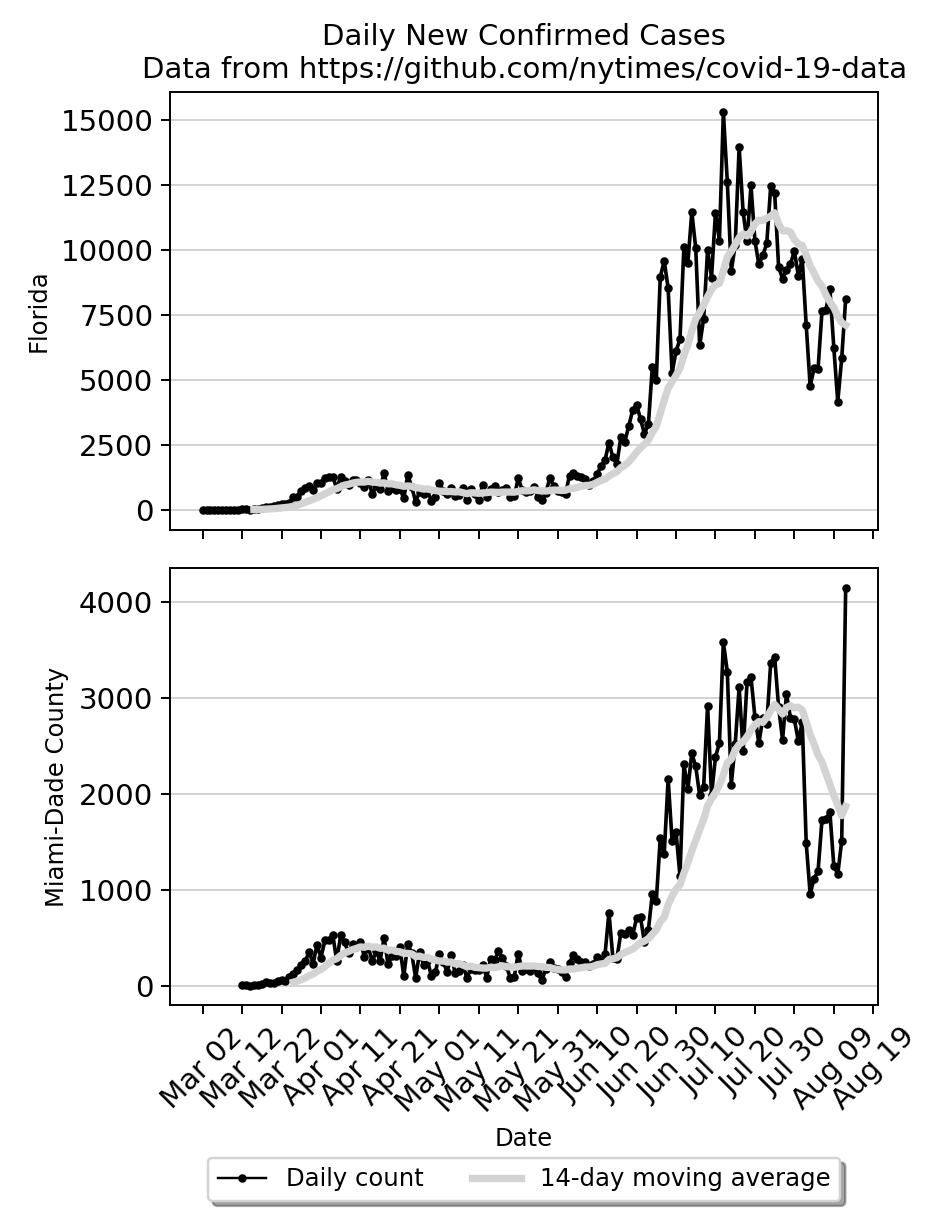 Daily New Confirmed Cases
Data from https://github.com/nytimes/covid-19-data
15000
12500
10000
7500
5000
2500
0
Florida
4000
3000
2000
1000
0
Miami-Dade County
Mar 02
Mar 12
Mar 22
Apr 01
Apr 11
Apr 21
May 01
May 11
May 21
May 31
Jun 10
Jun 20
Jun 30
Jul 10
Jul 20
Jul 30
Aug 09
Aug 19
Date
Daily count
14-day moving average